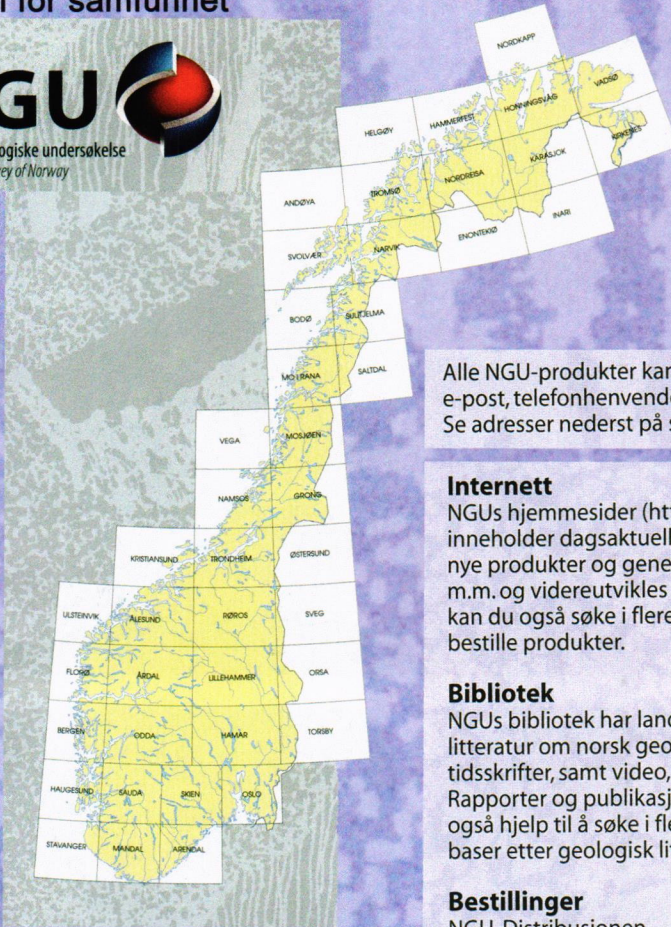 for samfunnet
GU
ogiske undersøkelse
vey of Norway
NORDKAPP
HELGØY
HAMMERFEST
HONNINGSVÅG
VADSØ
ANDØYA
TROMSØ
NORDREISA
KARASJOK
KIRKENES
SVOLVÆR
NARVIK
ENONTEKIØ
INARI
BODØ
SULITJELMA
MO I RANA
SALTDAL
VEGA
MOSJØEN
NAMSOS
GRONG
KRISTIANSUND
TRONDHEIM
ØSTERSUND
ULSTEINVIK
ÅLESUND
RØROS
SVEG
FLORØ
ÅRDAL
LILLEHAMMER
ORSA
BERGEN
ODDA
HAMAR
TORSBY
HAUGESUND
SAUDA
SKIEN
OSLO
STAVANGER
MANDAL
ARENDAL
Alle NGU-produkter kan
e-post, telefonhenvend
Se adresser nederst på s
Internett
NGUs hjemmesider (htt
inneholder dagsaktuell
nye produkter og gene
m.m. og videreutvikles
kan du også søke i flere
bestille produkter.
Bibliotek
NGUs bibliotek har land
litteratur om norsk geo
tidsskrifter, samt video,
Rapporter og publikasj
også hjelp til å søke i fle
baser etter geologisk lit
Bestillinger
NGU-Distribusjonen